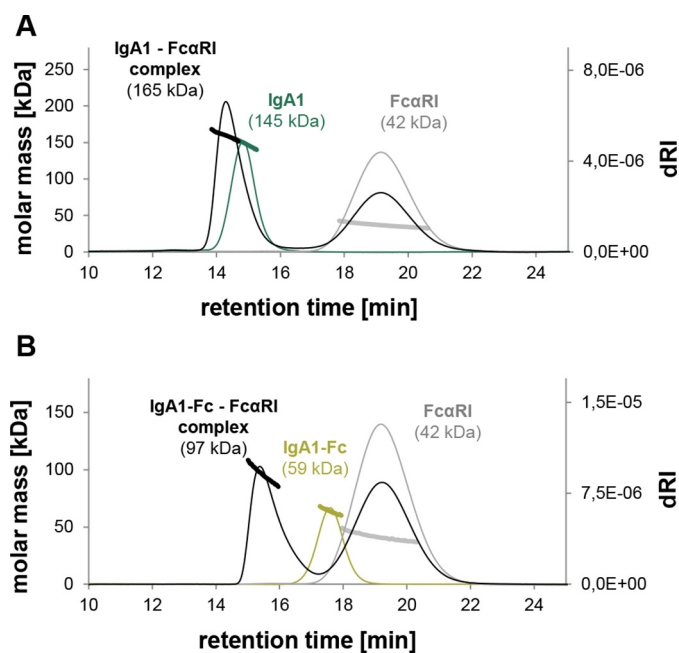 A
IgA1 - FcαRI
complex
(165 kDa)
IgA1
(145 kDa)
FcαRI
(42 kDa)
molar mass [kDa]
250
200
150
100
50
0
8,0E-06
4,0E-06
0,0E+00
dRI
10 12 14 16 18 20 22 24
retention time [min]
B
IgA1-Fc - FcαRI
complex
(97 kDa)
IgA1-Fc
(59 kDa)
FcαRI
(42 kDa)
molar mass [kDa]
150
100
50
0
1,5E-05
7,5E-06
0,0E+00
dRI
10 12 14 16 18 20 22 24
retention time [min]